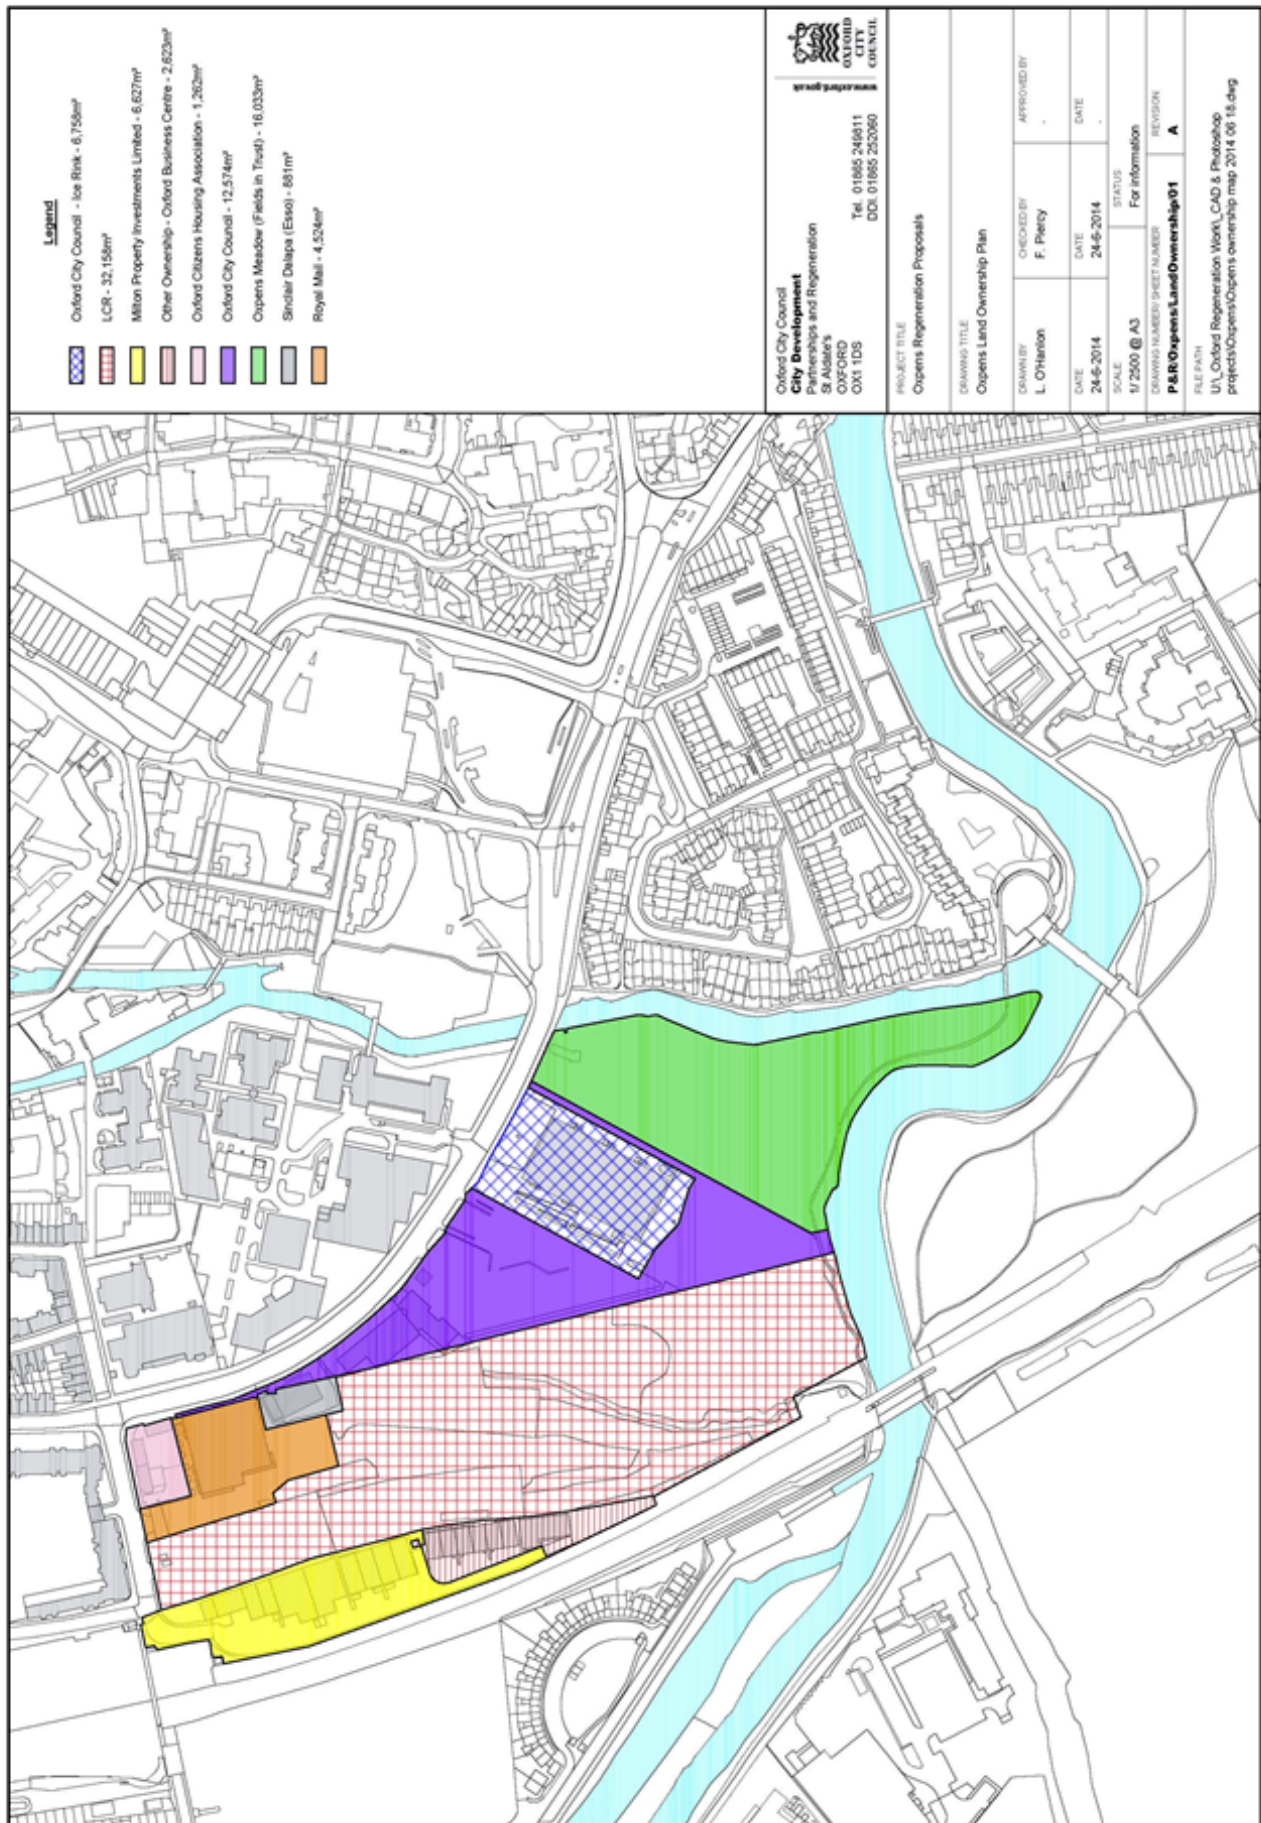 Legend
Oxford City Council - Ice Rink - 6,758m²
LCR - 32,158m²
Milton Property Investments Limited - 6,627m²
Other Ownership - Oxford Business Centre - 2,623m²
Oxford Citizens Housing Association - 1,262m²
Oxford City Council - 12,574m²
Oxpens Meadow (Fields in Trust) - 16,033m²
Sinclair Dalapa (Esso) - 881m²
Royal Mail - 4,524m²
Oxford City Council
City Development
Partnerships and Regeneration
St Aldate's
OXFORD
OX1 1DS
Tel. 01865 249811
DDI. 01865 252060
www.oxford.gov.uk
OXFORD
CITY
COUNCIL
PROJECT TITLE
Oxpens Regeneration Proposals
DRAWING TITLE
Oxpens Land Ownership Plan
DRAWN BY
L. O'Hanlon
CHECKED BY
F. Piercy
APPROVED BY
-
DATE
24-6-2014
DATE
24-6-2014
DATE
-
SCALE
1/ 2500 @ A3
STATUS
For information
DRAWING NUMBER/ SHEET NUMBER
P&R/Oxpens/LandOwnership/01
REVISION
A
FILE PATH
U:\_Oxford Regeneration Work\_CAD & Photoshop
projects\Oxpens\Oxpens ownership map 2014 06 18.dwg